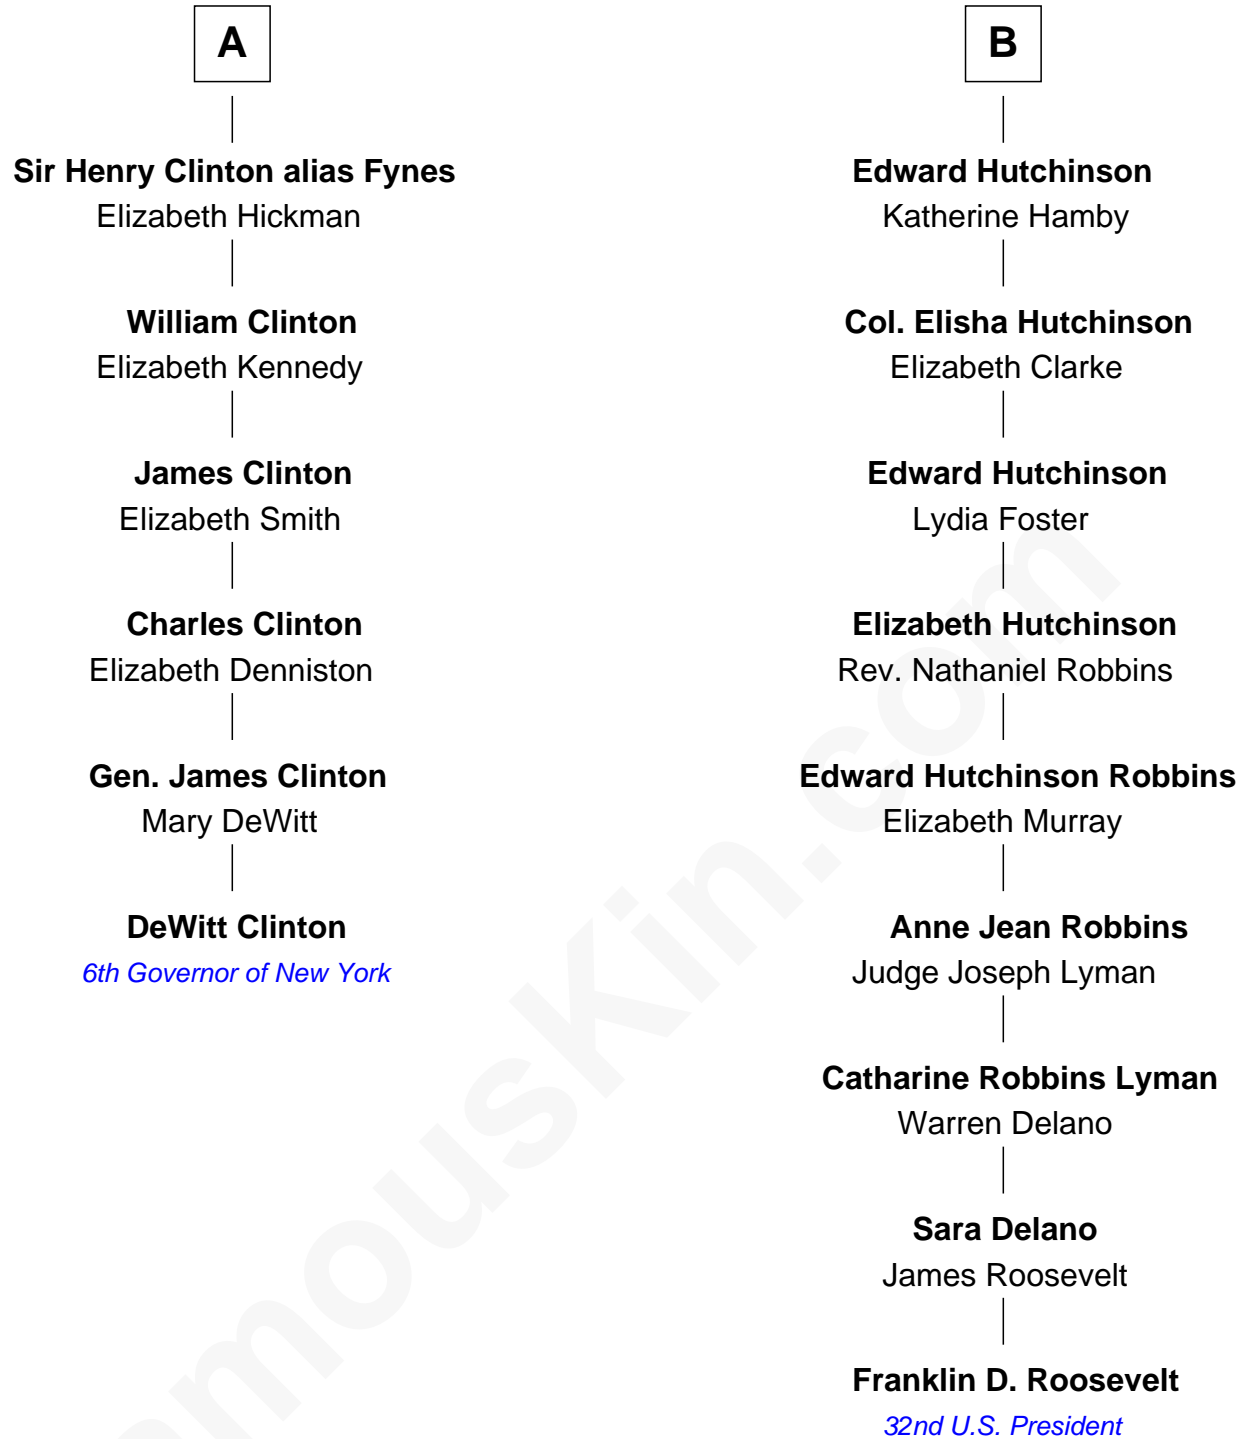 A
Sir Henry Clinton alias Fynes
Elizabeth Hickman
William Clinton
Elizabeth Kennedy
James Clinton
Elizabeth Smith
Charles Clinton
Elizabeth Denniston
Gen. James Clinton
Mary DeWitt
DeWitt Clinton
6th Governor of New York
B
Edward Hutchinson
Katherine Hamby
Col. Elisha Hutchinson
Elizabeth Clarke
Edward Hutchinson
Lydia Foster
Elizabeth Hutchinson
Rev. Nathaniel Robbins
Edward Hutchinson Robbins
Elizabeth Murray
Anne Jean Robbins
Judge Joseph Lyman
Catharine Robbins Lyman
Warren Delano
Sara Delano
James Roosevelt
Franklin D. Roosevelt
32nd U.S. President
amousKin.com